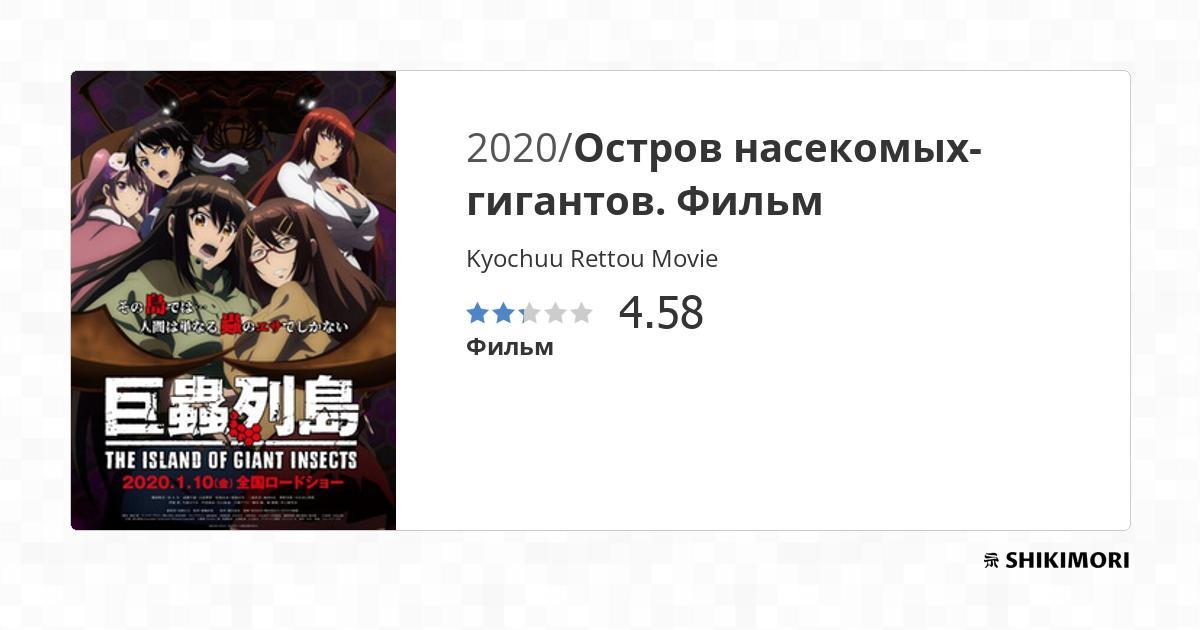 2020/Остров насекомых-
гигантов. Фильм
Kyochuu Rettou Movie
4.58
Фильм
その島では…
人間は単なる蟲のエサでしかない
巨蟲列島
THE ISLAND OF GIANT INSECTS
2020.1.10(金)全国ロードショー
SHIKIMORI